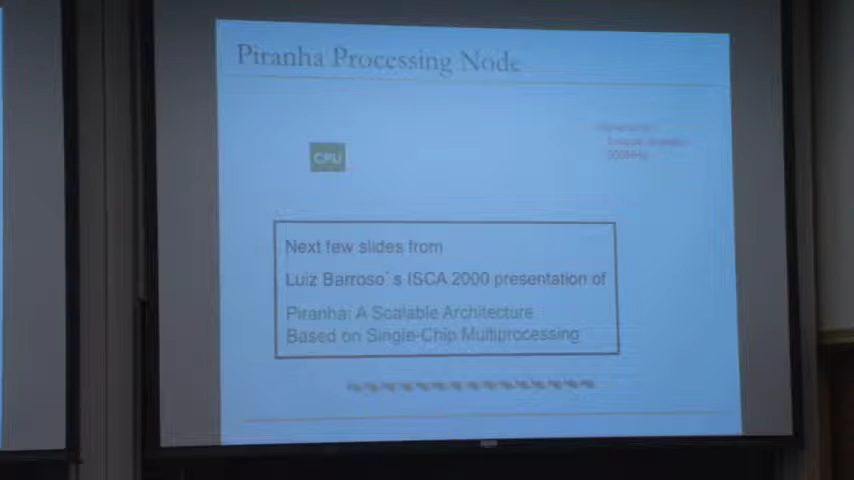 Piranha Processing Node
CPU
Next few slides from
Luiz Barroso`s ISCA 2000 presentation of
Piranha: A Scalable Architecture
Based on Single-Chip Multiprocessing